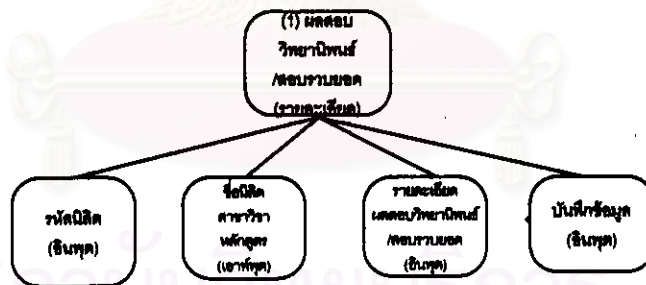 (1) ผลสอบ
วิทยานิพนธ์
/สอบรวบยอด
(รายละเอียด)
รหัสนิสิต
(อินพุต)
ชื่อนิสิต
สาขาวิชา
หลักสูตร
(เอาท์พุต)
รายละเอียด
ผลสอบวิทยานิพนธ์
/สอบรวบยอด
(อินพุต)
บันทึกข้อมูล
(อินพุต)